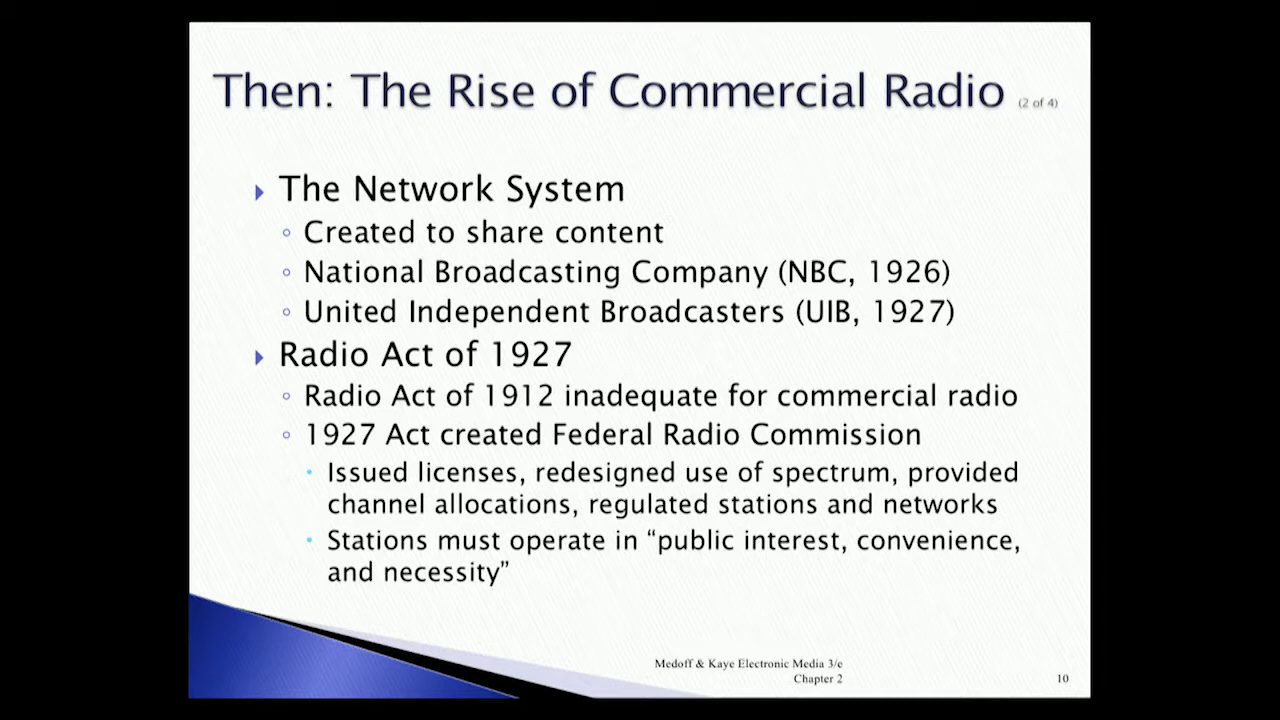 Then: The Rise of Commercial Radio (2 of 4)
The Network System
Created to share content
National Broadcasting Company (NBC, 1926)
United Independent Broadcasters (UIB, 1927)
Radio Act of 1927
Radio Act of 1912 inadequate for commercial radio
1927 Act created Federal Radio Commission
Issued licenses, redesigned use of spectrum, provided
channel allocations, regulated stations and networks
Stations must operate in “public interest, convenience,
and necessity”
Medoff & Kaye Electronic Media 3/e
Chapter 2
10